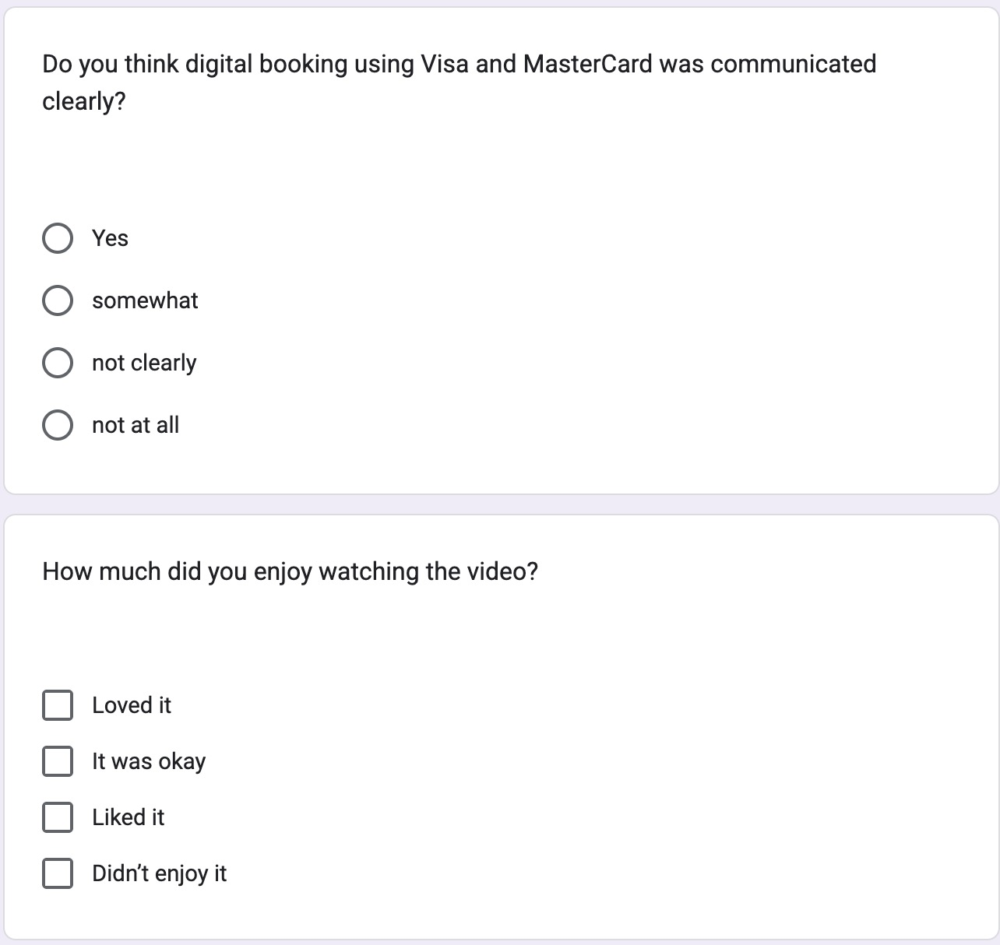 Do you think digital booking using Visa and MasterCard was communicated
clearly?
Yes
somewhat
not clearly
not at all
How much did you enjoy watching the video?
Loved it
It was okay
Liked it
Didn’t enjoy it